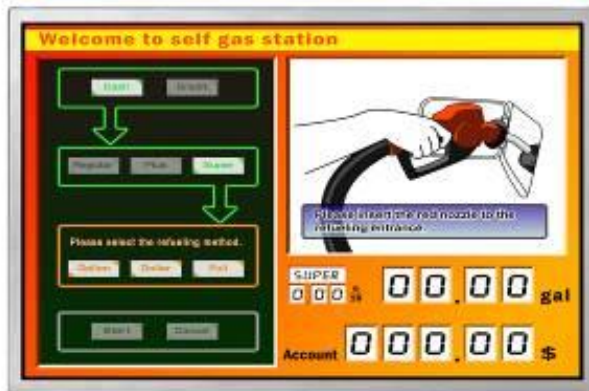 Welcome to self gas station
Cash Credit
Regular Plus Super
Please select the refueling method.
Gallon Dollar Full
Start Cancel
Please insert the red nozzle to the
refueling entrance.
SUPER
000
00.00 gal
Account 000.00 $